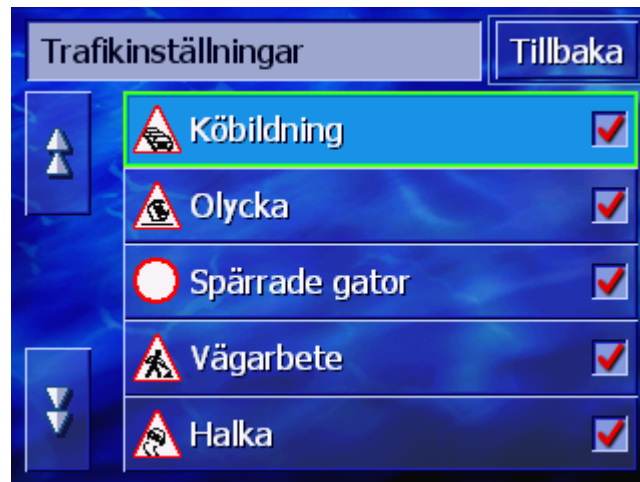 Trafikinställningar
Tillbaka
Köbildning
Olycka
Spärrade gator
Vägarbete
Halka